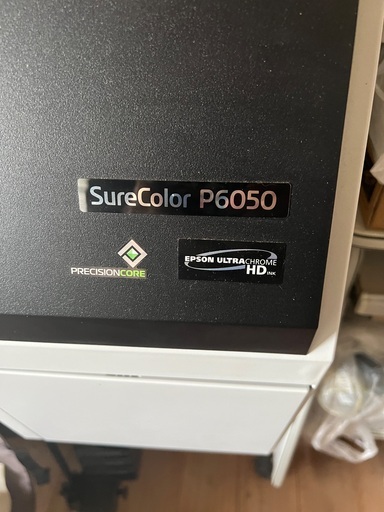 SureColor P6050
PRECISIONCORE
EPSON ULTRACHROME
HD INK